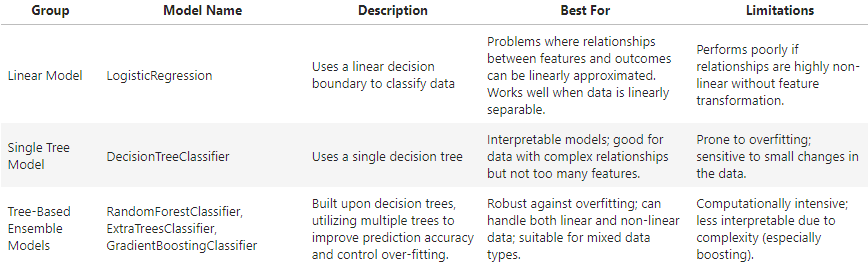 Group Model Name Description Best For Limitations
Linear Model
LogisticRegression
Uses a linear decision
boundary to classify data
Problems where relationships
between features and outcomes
can be linearly approximated.
Works well when data is linearly
separable.
Performs poorly if
relationships are highly non-
linear without feature
transformation.
Single Tree
Model
DecisionTreeClassifier
Uses a single decision tree
Interpretable models; good for
data with complex relationships
but not too many features.
Prone to overfitting;
sensitive to small changes in
the data.
Tree-Based
Ensemble
Models
RandomForestClassifier,
ExtraTreesClassifier,
GradientBoostingClassifier
Built upon decision trees,
utilizing multiple trees to
improve prediction accuracy
and control over-fitting.
Robust against overfitting; can
handle both linear and non-linear
data; suitable for mixed data
types.
Computationally intensive;
less interpretable due to
complexity (especially
boosting).